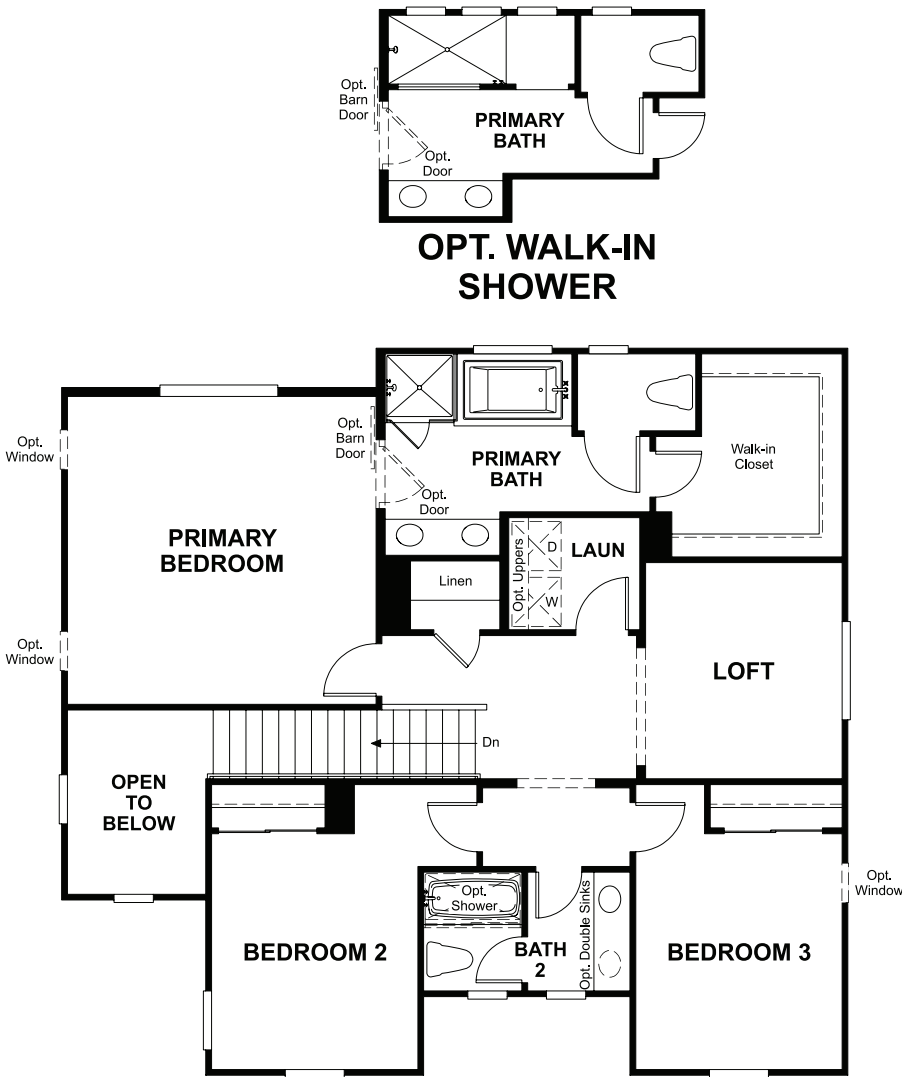 Opt.
Barn
Door
PRIMARY
BATH
Opt.
Door
OPT. WALK-IN
SHOWER
Opt.
Window
Opt.
Barn
Door
PRIMARY
BATH
Opt.
Door
Walk-in
Closet
PRIMARY
BEDROOM
Opt. Uppers
D
W
LAUN
Linen
Opt.
Window
LOFT
Dn
OPEN
TO
BELOW
Opt.
Shower
Opt. Double Sinks
Opt.
Window
BEDROOM 2
BATH
2
BEDROOM 3